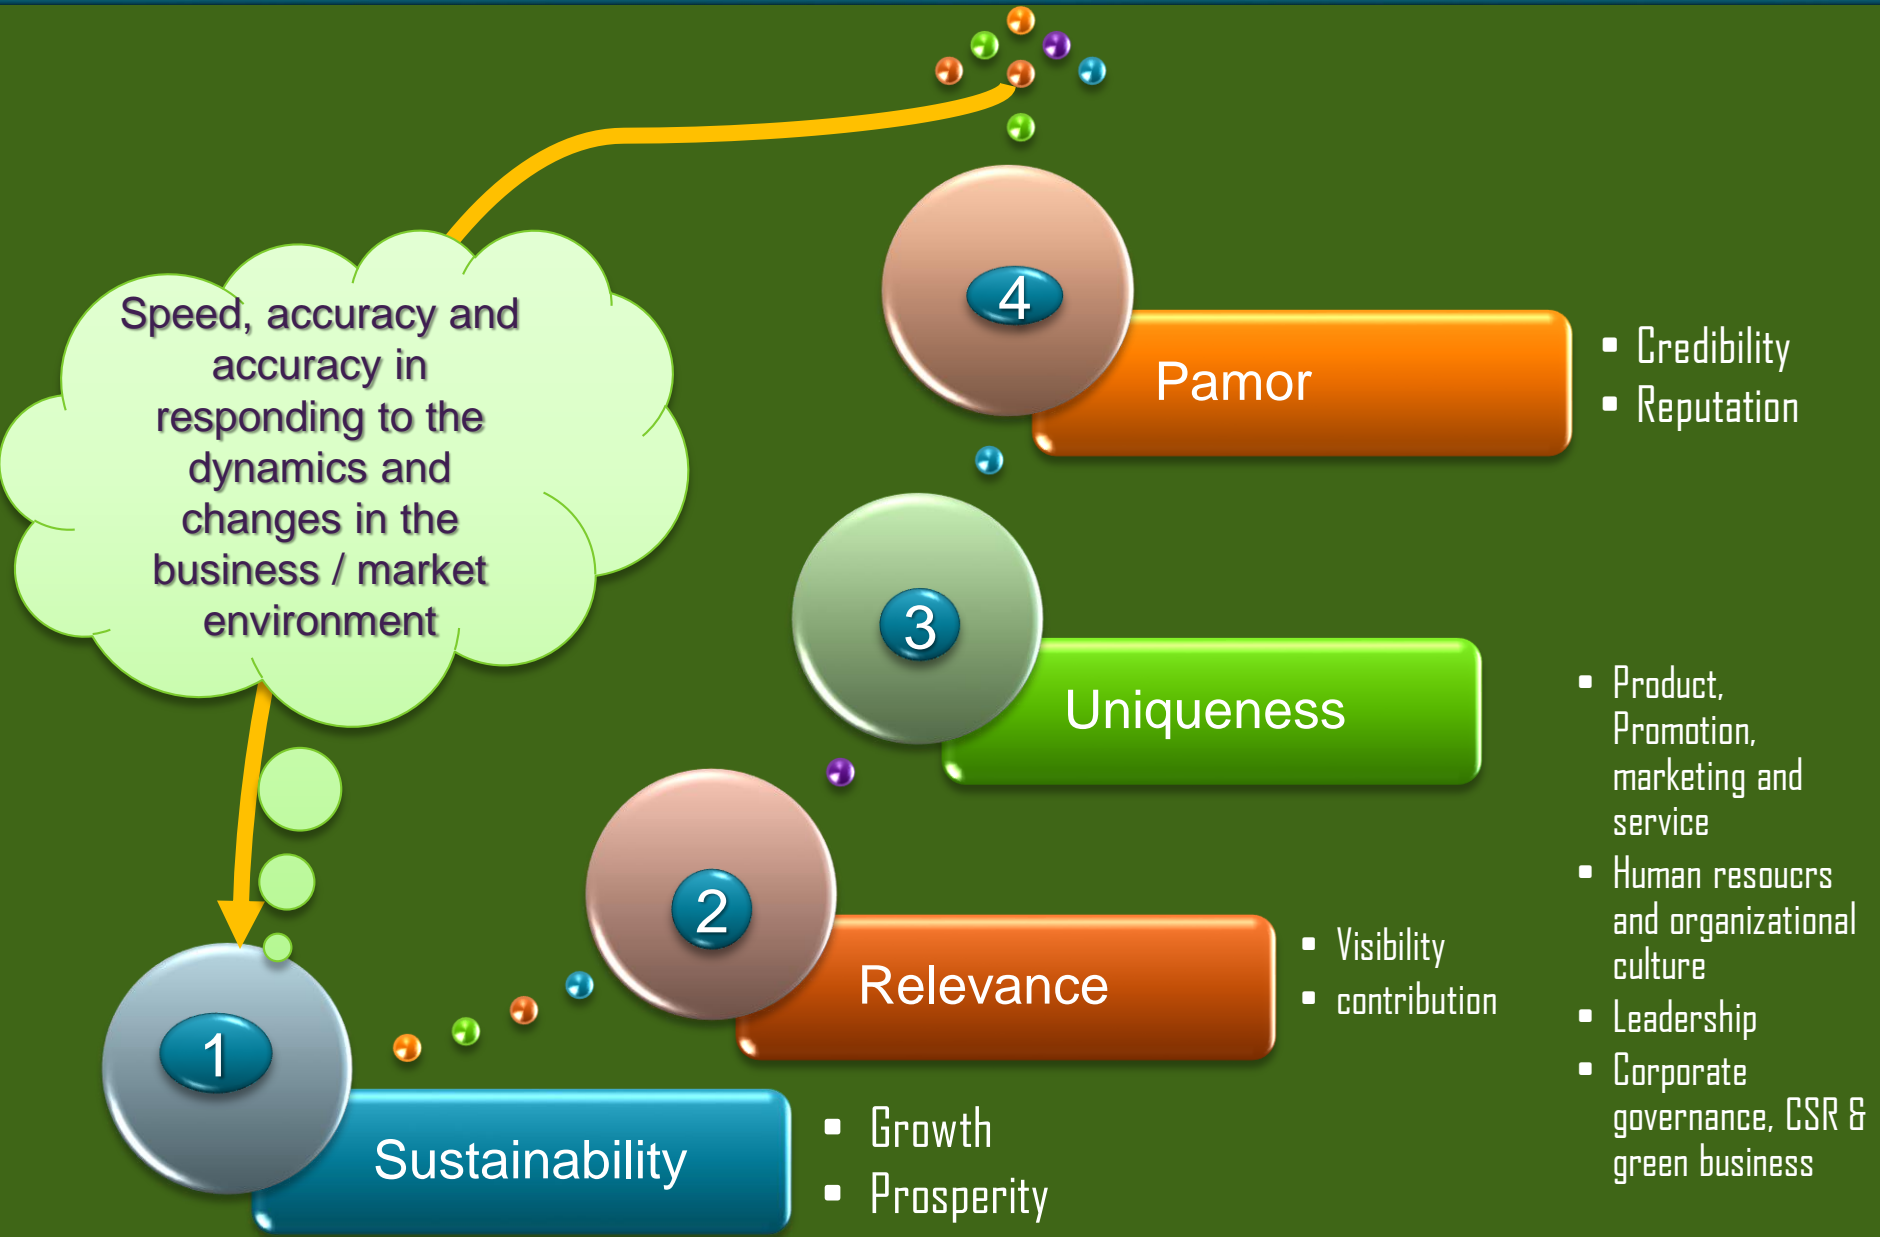 Speed, accuracy and
accuracy in
responding to the
dynamics and
changes in the
business / market
environment
4
Pamor
▪ Credibility
▪ Reputation
3
Uniqueness
▪ Product,
Promotion,
marketing and
service
▪ Human resoucrs
and organizational
culture
▪ Leadership
▪ Corporate
governance, CSR &
green business
2
Relevance
▪ Visibility
▪ contribution
1
Sustainability
▪ Growth
▪ Prosperity